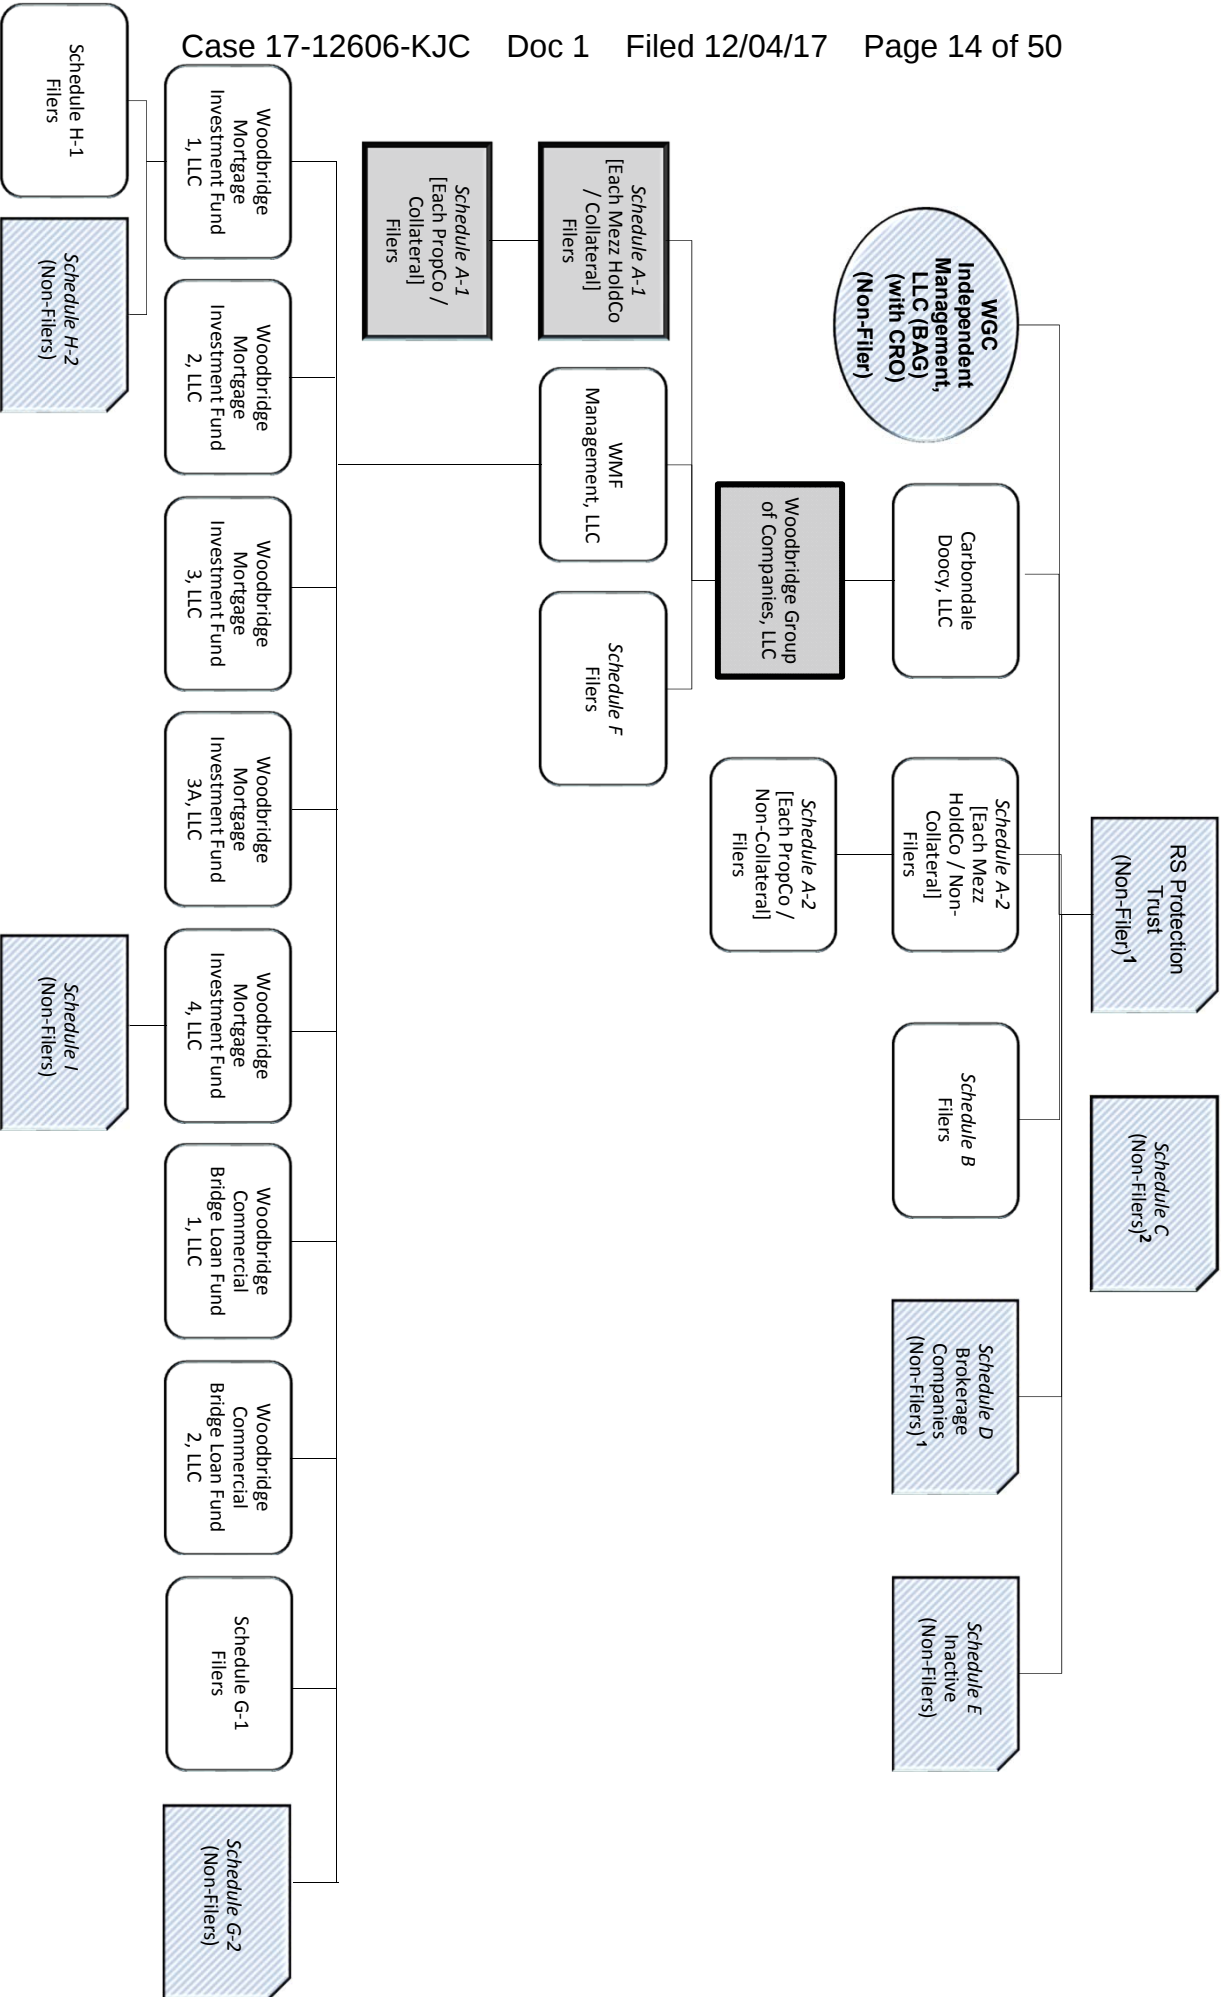 Case 17-12606-KJC Doc 1 Filed 12/04/17 Page 14 of 50
RS Protection
Trust
(Non-Filer)¹
Schedule C
(Non-Filers)²
WGC
Independent
Management,
LLC (BAG)
(with CRO)
(Non-Filer)
Carbondale
Doocy, LLC
Schedule A-2
[Each Mezz
HoldCo / Non-
Collateral]
Filers
Schedule B
Filers
Schedule D
Brokerage
Companies
(Non-Filers) ¹
Schedule E
Inactive
(Non-Filers)
Woodbridge Group
of Companies, LLC
Schedule A-2
[Each PropCo /
Non-Collateral]
Filers
Schedule A-1
[Each Mezz HoldCo
/ Collateral]
Filers
WMF
Management, LLC
Schedule F
Filers
Schedule A-1
[Each PropCo /
Collateral]
Filers
Woodbridge
Mortgage
Investment Fund
1, LLC
Woodbridge
Mortgage
Investment Fund
2, LLC
Woodbridge
Mortgage
Investment Fund
3, LLC
Woodbridge
Mortgage
Investment Fund
3A, LLC
Woodbridge
Mortgage
Investment Fund
4, LLC
Woodbridge
Commercial
Bridge Loan Fund
1, LLC
Woodbridge
Commercial
Bridge Loan Fund
2, LLC
Schedule G-1
Filers
Schedule G-2
(Non-Filers)
Schedule H-1
Filers
Schedule H-2
(Non-Filers)
Schedule I
(Non-Filers)